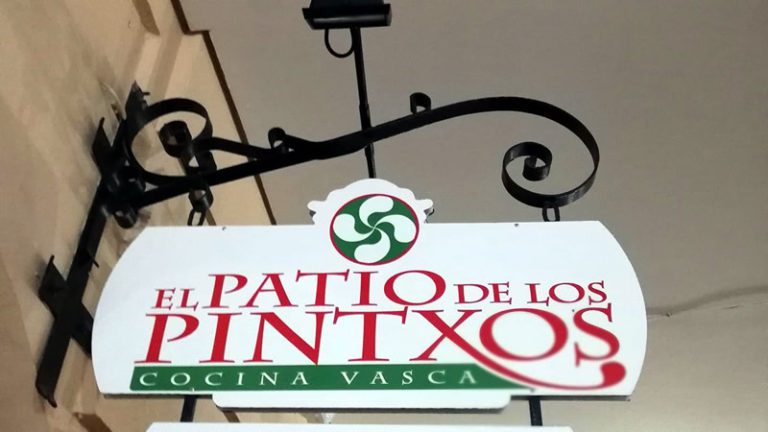 EL PATIO DE LOS
PINTXOS
COCINA VASCA